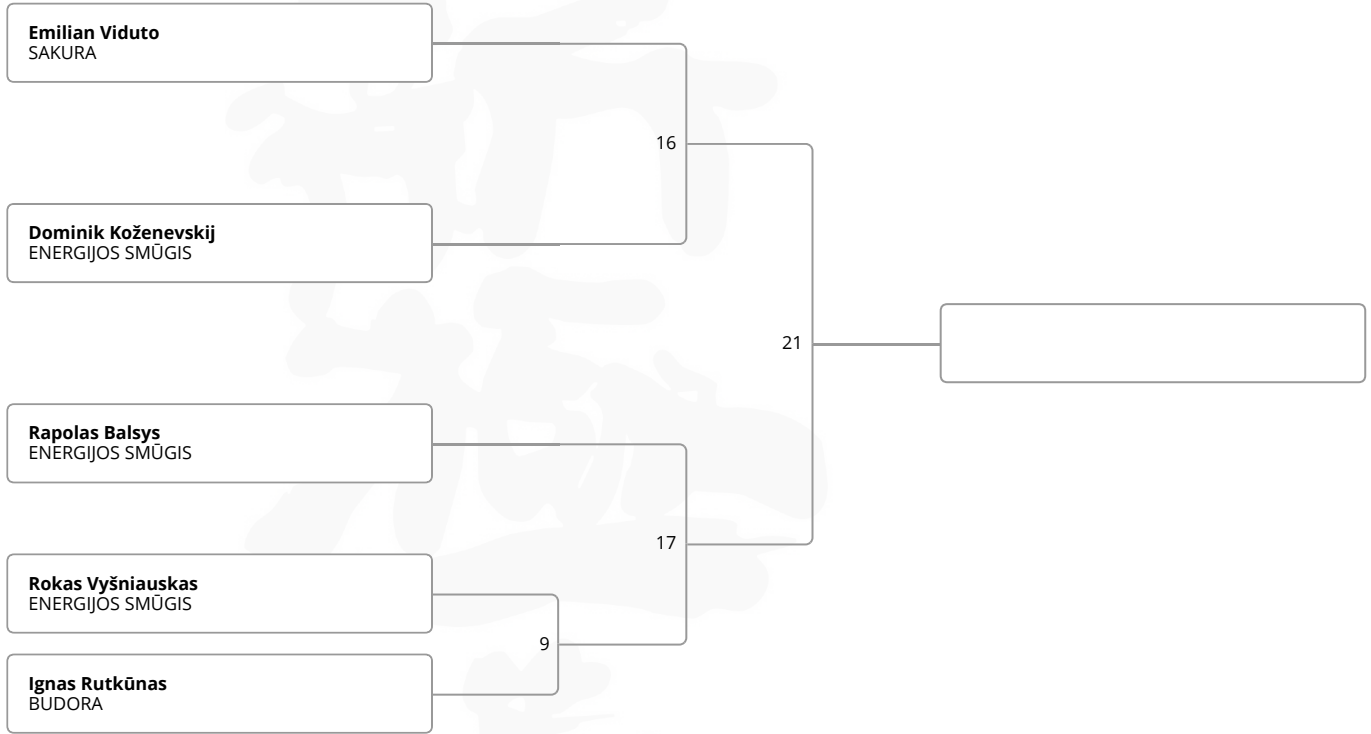 Emilian Viduto
SAKURA
16
Dominik Koženevskij
ENERGIJOS SMŪGIS
21
Rapolas Balsys
ENERGIJOS SMŪGIS
17
Rokas Vyšniauskas
ENERGIJOS SMŪGIS
9
Ignas Rutkūnas
BUDORA